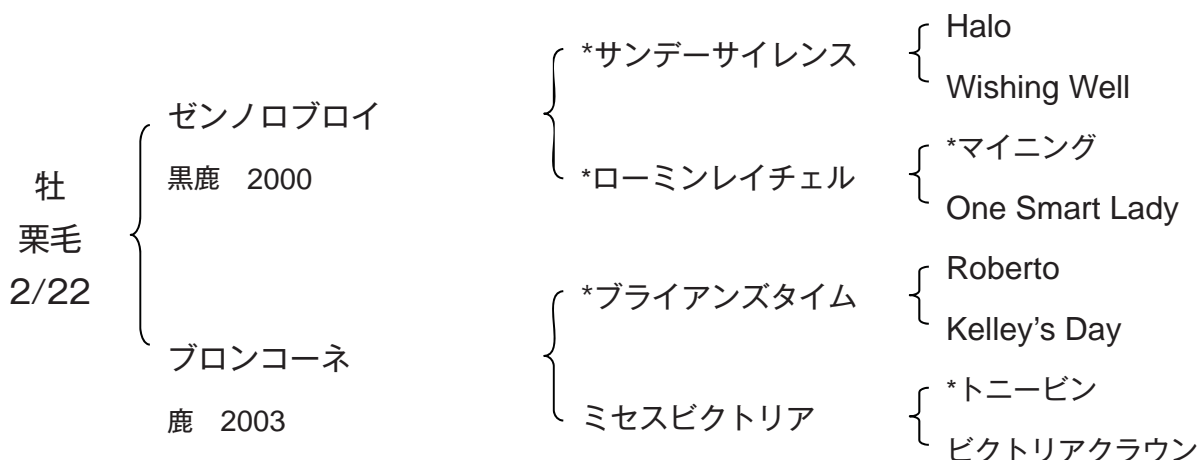 牡
栗毛
2/22
ゼンノロブロイ
黒鹿 2000
ブロンコーネ
鹿 2003
*サンデーサイレンス
*ローミンレイチェル
*ブライアンズタイム
ミセスビクトリア
Halo
Wishing Well
*マイニング
One Smart Lady
Roberto
Kelley’s Day
*トニービン
ビクトリアクラウン